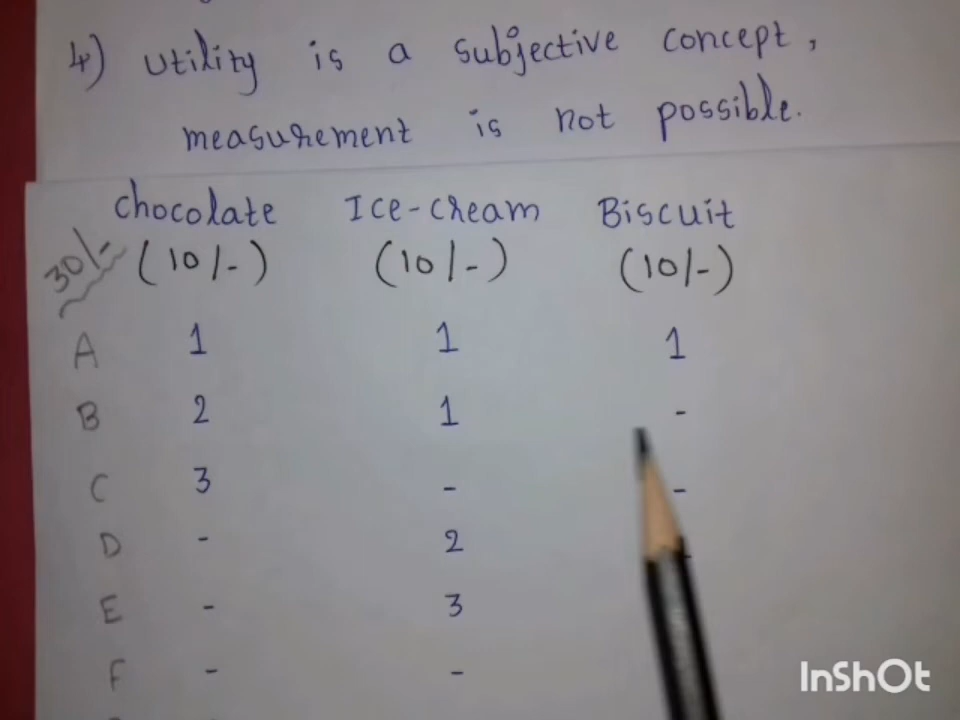 4) Utility is a subjective concept,
measurement is not possible.
Chocolate Ice-cream Biscuit
30/- (10/-) (10/-) (10/-)
A 1 1 1
B 2 1 -
C 3 - -
D - 2
E - 3
F - -
InShOt